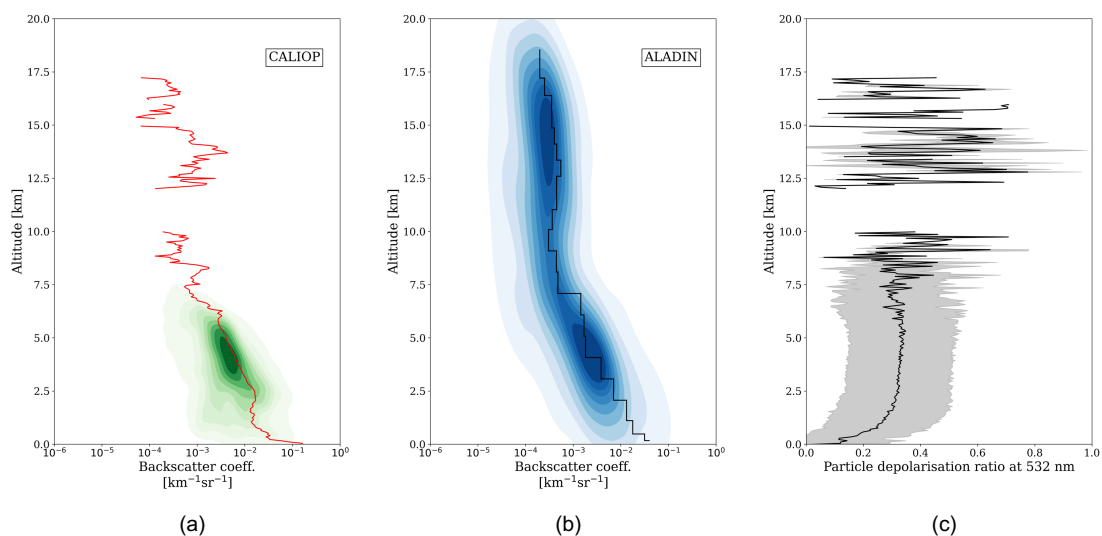 CALIOP
20.0
17.5
15.0
12.5
10.0
7.5
5.0
2.5
0.0
Altitude [km]
10⁻⁶ 10⁻⁵ 10⁻⁴ 10⁻³ 10⁻² 10⁻¹ 10⁰
Backscatter coeff.
[km⁻¹sr⁻¹]
(a)
ALADIN
20.0
17.5
15.0
12.5
10.0
7.5
5.0
2.5
0.0
Altitude [km]
10⁻⁶ 10⁻⁵ 10⁻⁴ 10⁻³ 10⁻² 10⁻¹ 10⁰
Backscatter coeff.
[km⁻¹sr⁻¹]
(b)
20.0
17.5
15.0
12.5
10.0
7.5
5.0
2.5
0.0
Altitude [km]
0.0 0.2 0.4 0.6 0.8 1.0
Particle depolarisation ratio at 532 nm
(c)